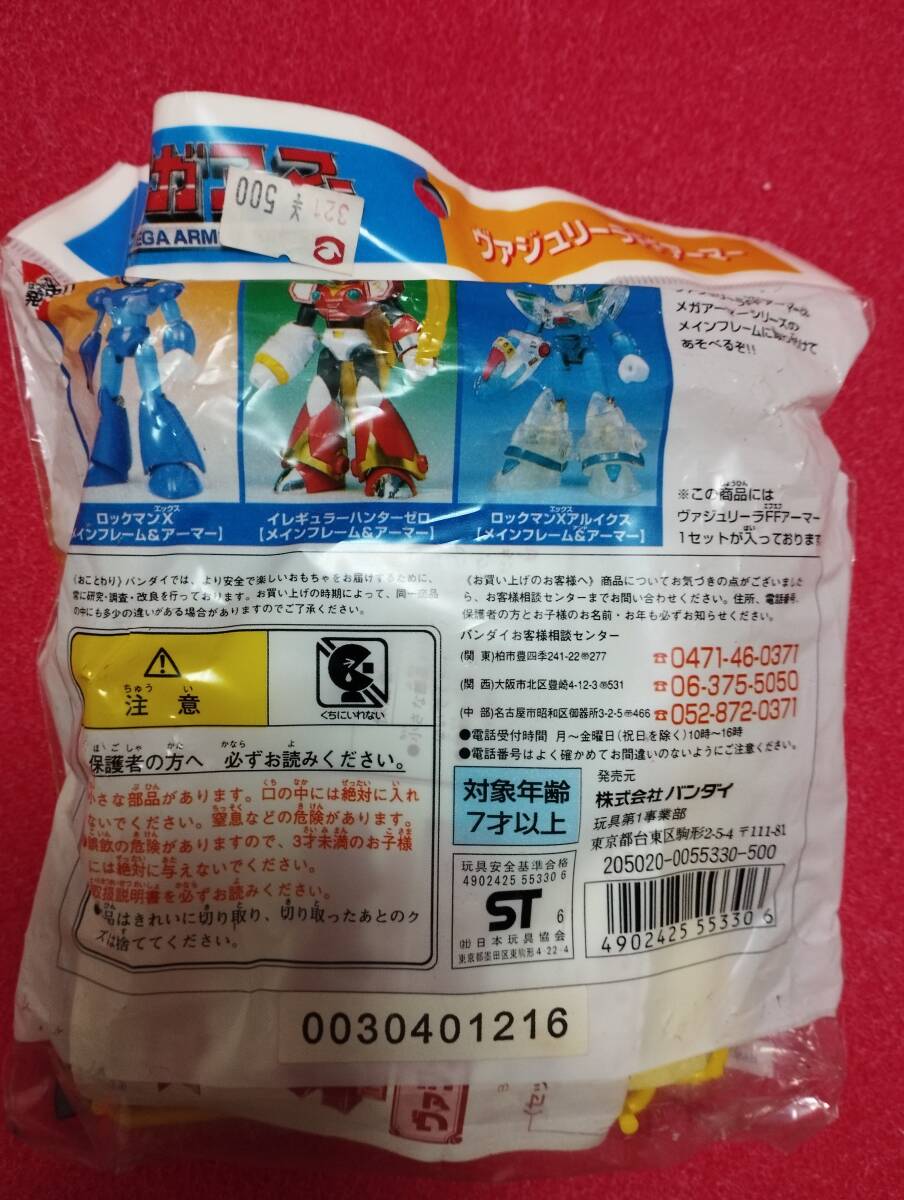 ガアーマー
MEGA ARM
321 ¥500
ヴァジュリーラFFアーマー
メガアーマーシリーズの
メインフレームに取り付けて
あそべるぞ!!
エックス
ロックマンX
メインフレーム&アーマー】
イレギュラーハンターゼロ
【メインフレーム&アーマー】
エックス
ロックマンXアルイクス
【メインフレーム&アーマー】
※この商品には
ヴァジュリーラFFアーマー
1セットが入っております
《おことわり》バンダイでは、より安全で楽しいおもちゃをお届けするために、
常に研究・調査・改良を行っております。お買い上げの時期によって、同一商品
の中にも多少の違いがある場合がありますのでご了承ください。
《お買い上げのお客様へ》商品についてお気づきの点がございました
ら、お客様相談センターまでお問い合わせください。住所、電話番号、
保護者の方とお子様のお名前・お年も必ずお知らせください。
バンダイお客様相談センター
(関 東)柏市豊四季241-22〒277 ☎0471-46-0371
(関 西)大阪市北区豊崎4-12-3〒531 ☎06-375-5050
(中 部)名古屋市昭和区御器所3-2-5〒466 ☎052-872-0371
●電話受付時間 月〜金曜日(祝日を除く)10時〜16時
●電話番号はよく確かめてお間違いのないようにご注意ください。
ちゅう い
注意
くちにいれない
ほごしゃ かた かなら よ
保護者の方へ 必ずお読みください。
小さな部品があります。口の中には絶対に入れ
ないでください。窒息などの危険があります。
●誤飲の危険がありますので、3才未満のお子様
には絶対に与えないでください。
取扱説明書を必ずお読みください。
品はきれいに切り取り、切り取ったあとのク
ズは捨ててください。
対象年齢
7才以上
発売元
株式会社バンダイ
玩具第1事業部
東京都台東区駒形2-5-4 〒111-81
205020-0055330-500
玩具安全基準合格
4902425 55330 6
ST 6
(社)日本玩具協会
東京都墨田区東駒形4-22-4
4902425 553306
0030401216